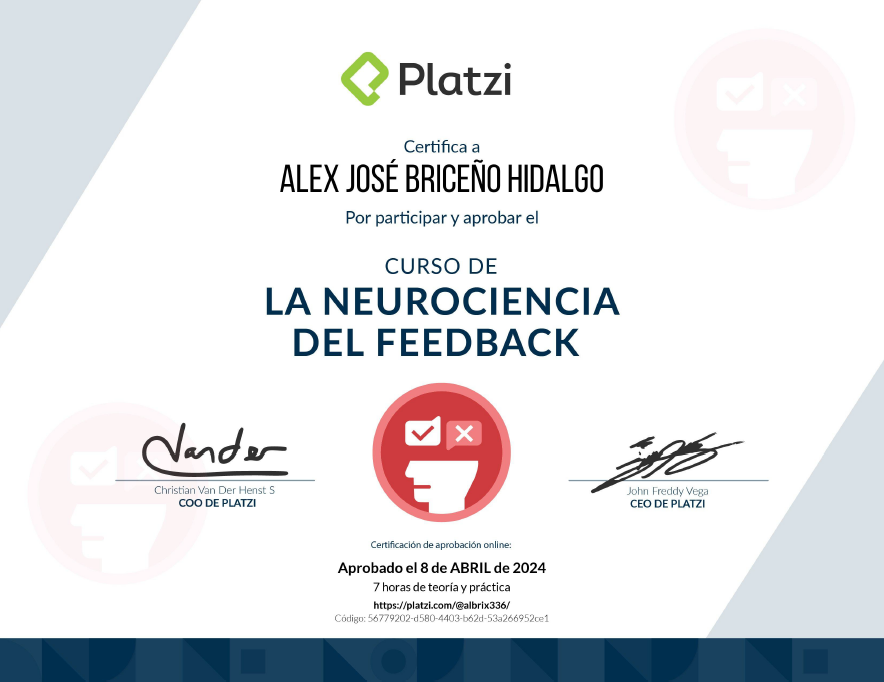 Platzi
Certifica a
ALEX JOSÉ BRICEÑO HIDALGO
Por participar y aprobar el
CURSO DE
LA NEUROCIENCIA
DEL FEEDBACK
Vander
Christian Van Der Henst S
COO DE PLATZI
John Freddy Vega
CEO DE PLATZI
Certificación de aprobación online:
Aprobado el 8 de ABRIL de 2024
7 horas de teoría y práctica
https://platzi.com/@albrix336/
Código: 56779202-d580-4403-b62d-53a266952ce1